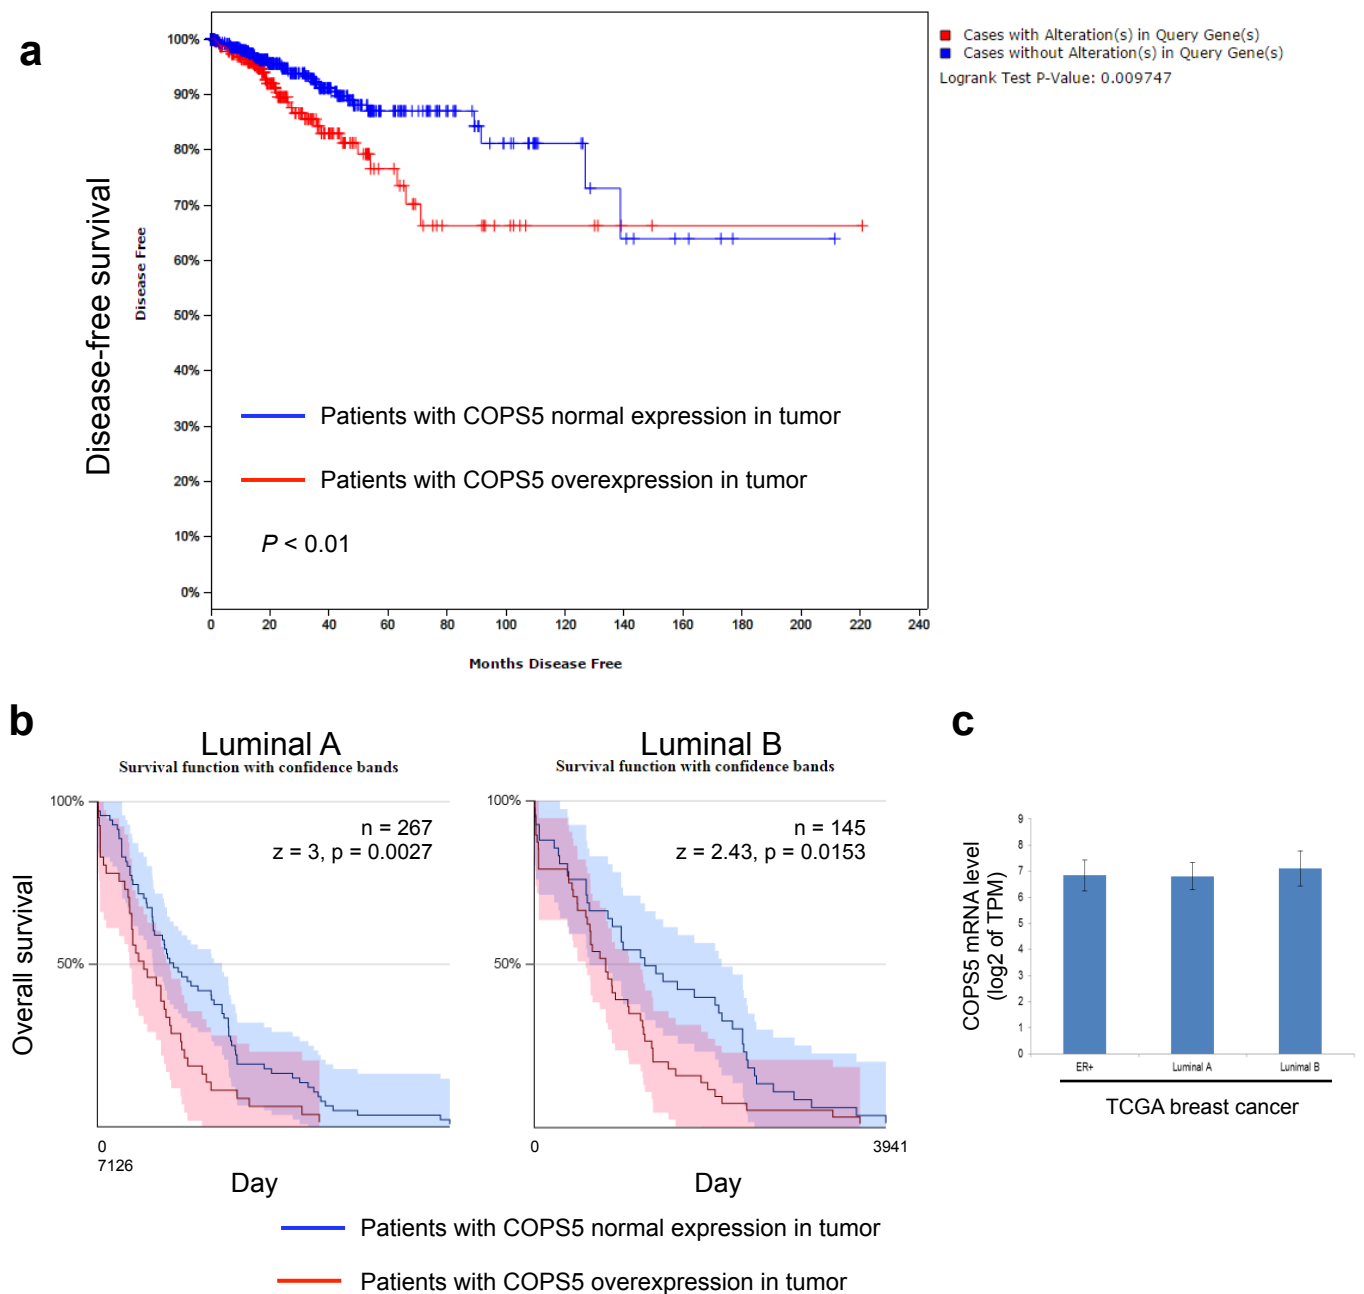 a
Cases with Alteration(s) in Query Gene(s)
Cases without Alteration(s) in Query Gene(s)
Logrank Test P-Value: 0.009747
Disease-free survival
Disease Free
100%
90%
80%
70%
60%
50%
40%
30%
20%
10%
0%
Patients with COPS5 normal expression in tumor
Patients with COPS5 overexpression in tumor
P < 0.01
0 20 40 60 80 100 120 140 160 180 200 220 240
Months Disease Free
b
Luminal A
Survival function with confidence bands
100%
50%
n = 267
z = 3, p = 0.0027
Overall survival
0
7126
Day
Luminal B
Survival function with confidence bands
100%
50%
n = 145
z = 2.43, p = 0.0153
0 3941
Day
Patients with COPS5 normal expression in tumor
Patients with COPS5 overexpression in tumor
c
COPS5 mRNA level
(log2 of TPM)
9
8
7
6
5
4
3
2
1
0
ER+ Luminal A Lunimal B
TCGA breast cancer